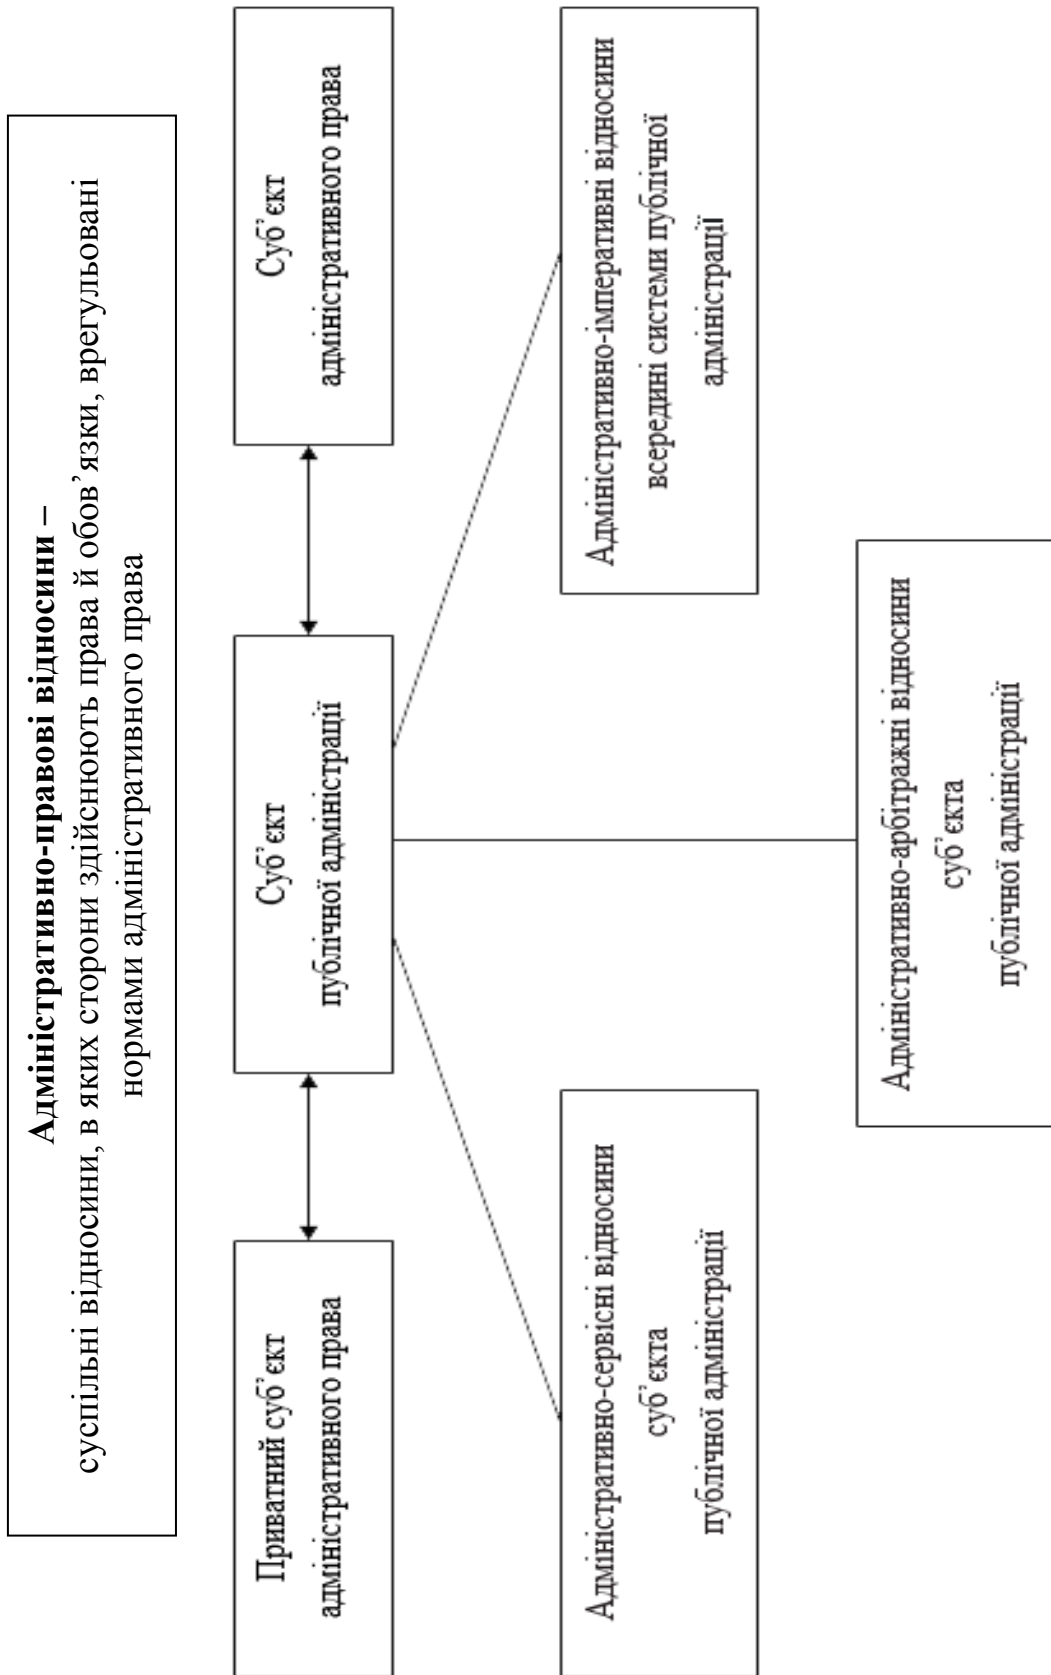 Адміністративно-правові відносини –
суспільні відносини, в яких сторони здійснюють права й обов’язки, врегульовані
нормами адміністративного права
Приватний суб’єкт
адміністративного права
Суб’єкт
публічної адміністрації
Суб’єкт
адміністративного права
Адміністративно-сервісні відносини
суб’єкта
публічної адміністрації
Адміністративно-арбітражні відносини
суб’єкта
публічної адміністрації
Адміністративно-імперативні відносини
всередині системи публічної
адміністрації